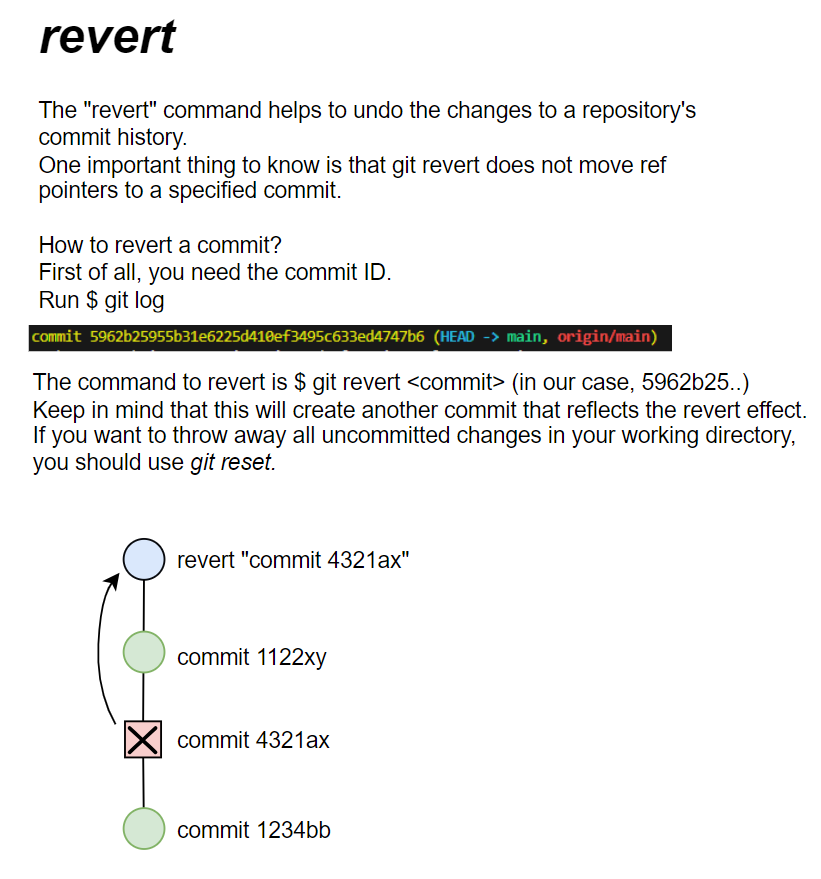 revert
The "revert" command helps to undo the changes to a repository's
commit history.
One important thing to know is that git revert does not move ref
pointers to a specified commit.
How to revert a commit?
First of all, you need the commit ID.
Run $ git log
commit 5962b25955b31e6225d410ef3495c633ed4747b6 (HEAD -> main, origin/main)
The command to revert is $ git revert <commit> (in our case, 5962b25..)
Keep in mind that this will create another commit that reflects the revert effect.
If you want to throw away all uncommitted changes in your working directory,
you should use git reset.
revert "commit 4321ax"
commit 1122xy
commit 4321ax
commit 1234bb